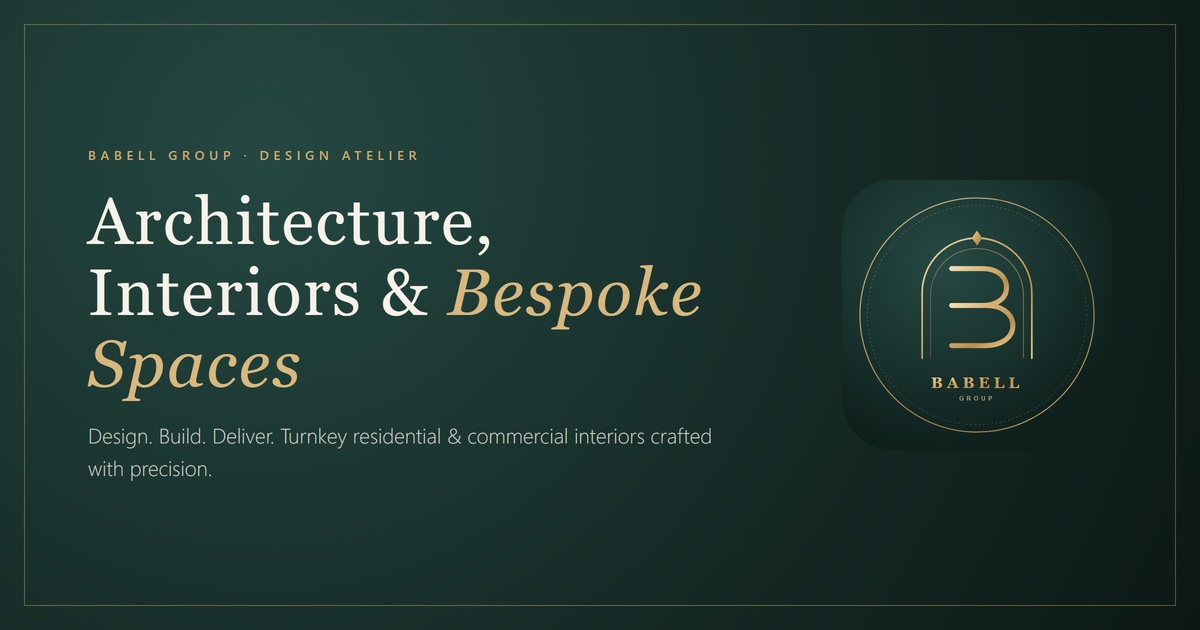 BABELL GROUP · DESIGN ATELIER
Architecture,
Interiors & Bespoke
Spaces
Design. Build. Deliver. Turnkey residential & commercial interiors crafted
with precision.
B
BABELL
GROUP